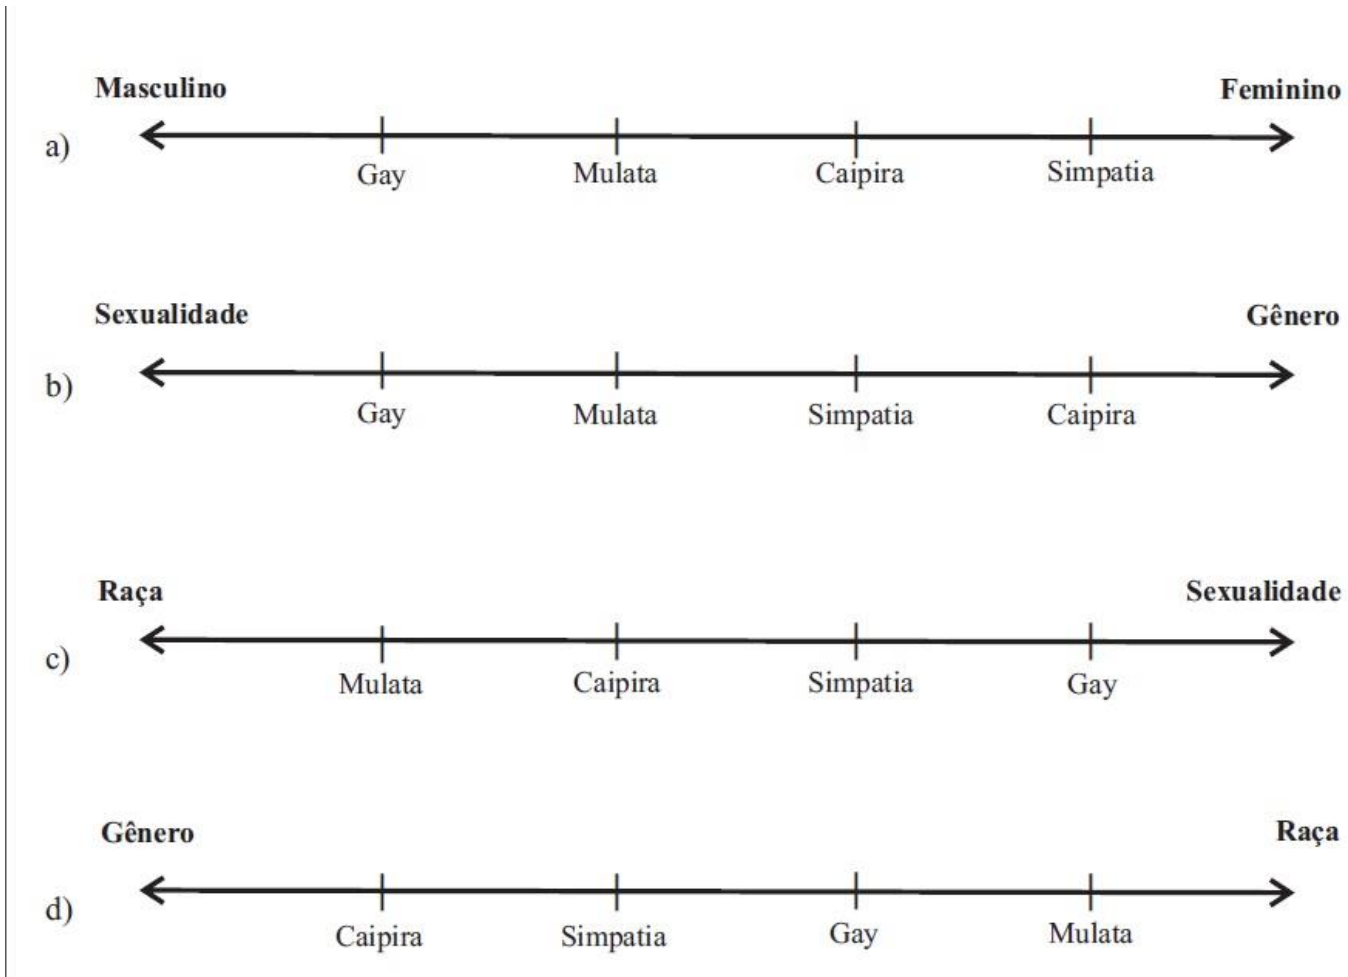 Masculino Feminino
a)
Gay Mulata Caipira Simpatia
Sexualidade Gênero
b)
Gay Mulata Simpatia Caipira
Raça Sexualidade
c)
Mulata Caipira Simpatia Gay
Gênero Raça
d)
Caipira Simpatia Gay Mulata